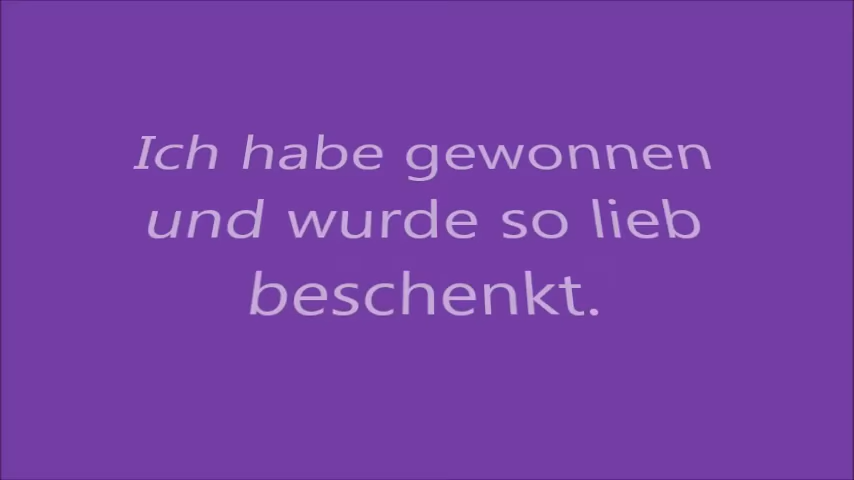 Ich habe gewonnen
und wurde so lieb
beschenkt.